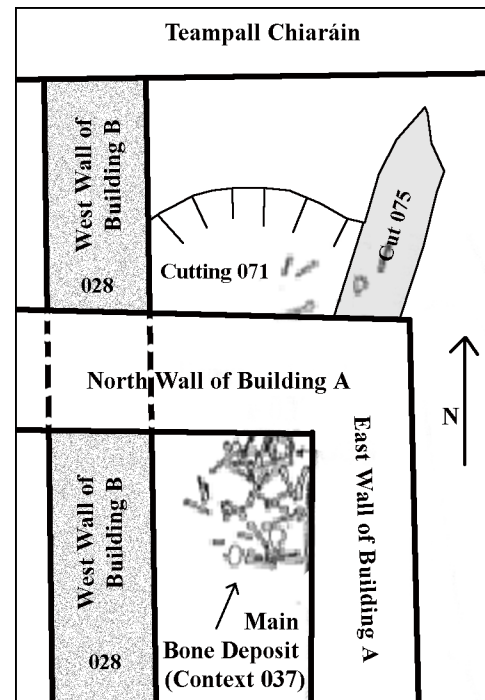 Teampall Chiaráin
West Wall of
Building B
028
Cutting 071
Cut 075
North Wall of Building A
N
East Wall of Building A
West Wall of
Building B
028
Main
Bone Deposit
(Context 037)